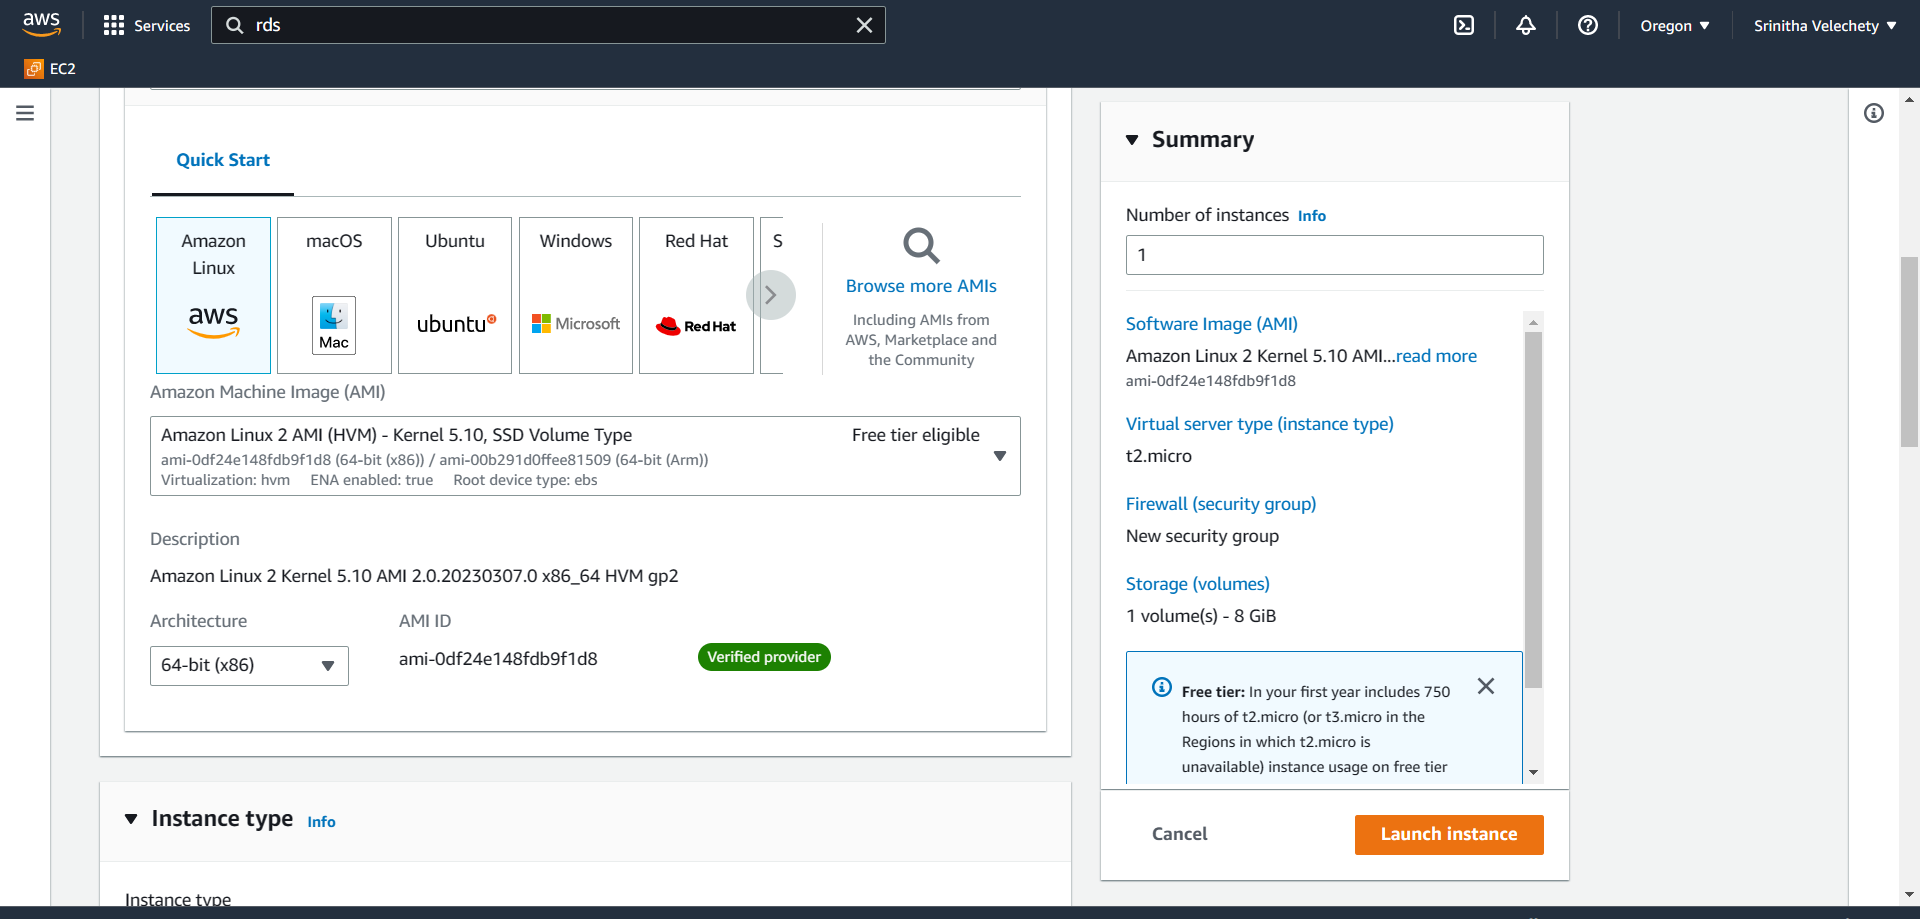 aws
Services
rds
Oregon ▼
Srinitha Velechety ▼
EC2
Quick Start
Amazon
Linux
aws
macOS
Mac
Ubuntu
ubuntu
Windows
Microsoft
Red Hat
Red Hat
S
Browse more AMIs
Including AMIs from
AWS, Marketplace and
the Community
Amazon Machine Image (AMI)
Amazon Linux 2 AMI (HVM) - Kernel 5.10, SSD Volume Type
Free tier eligible
ami-0df24e148fdb9f1d8 (64-bit (x86)) / ami-00b291d0ffee81509 (64-bit (Arm))
Virtualization: hvm ENA enabled: true Root device type: ebs
Description
Amazon Linux 2 Kernel 5.10 AMI 2.0.20230307.0 x86_64 HVM gp2
Architecture
AMI ID
64-bit (x86)
ami-0df24e148fdb9f1d8
Verified provider
Instance type Info
Instance type
Summary
Number of instances Info
1
Software Image (AMI)
Amazon Linux 2 Kernel 5.10 AMI...read more
ami-0df24e148fdb9f1d8
Virtual server type (instance type)
t2.micro
Firewall (security group)
New security group
Storage (volumes)
1 volume(s) - 8 GiB
Free tier: In your first year includes 750
hours of t2.micro (or t3.micro in the
Regions in which t2.micro is
unavailable) instance usage on free tier
Cancel
Launch instance